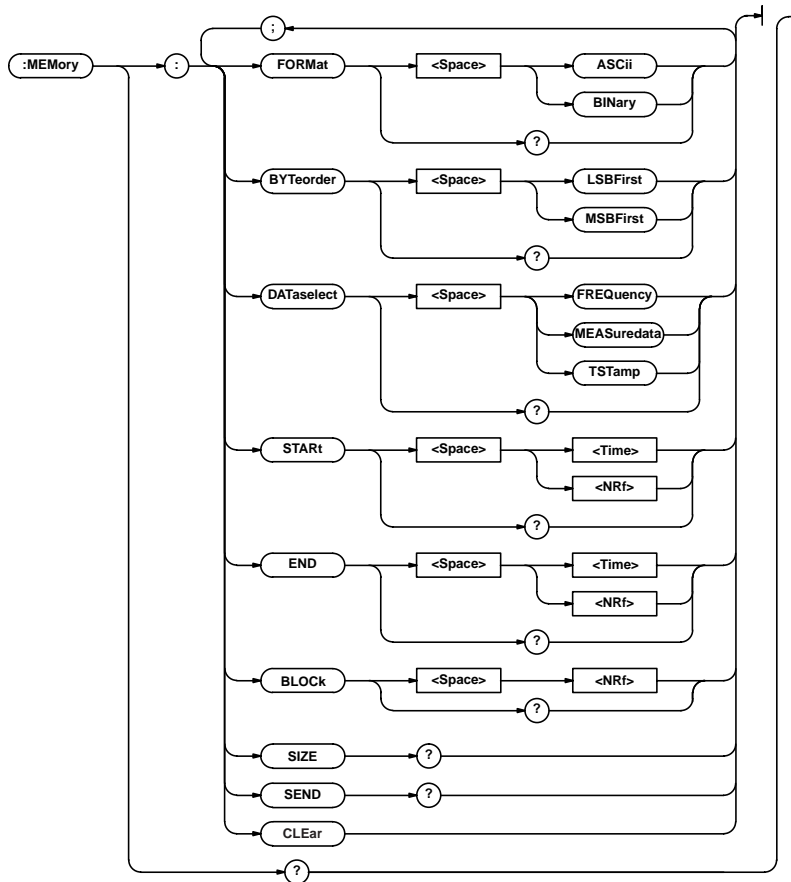 ;
:MEMory : FORMat <Space> ASCii
BINary
?
BYTeorder <Space> LSBFirst
MSBFirst
?
DATaselect <Space> FREQuency
MEASuredata
TSTamp
?
STARt <Space> <Time>
<NRf>
?
END <Space> <Time>
<NRf>
?
BLOCk <Space> <NRf>
?
SIZE ?
SEND ?
CLEar
?